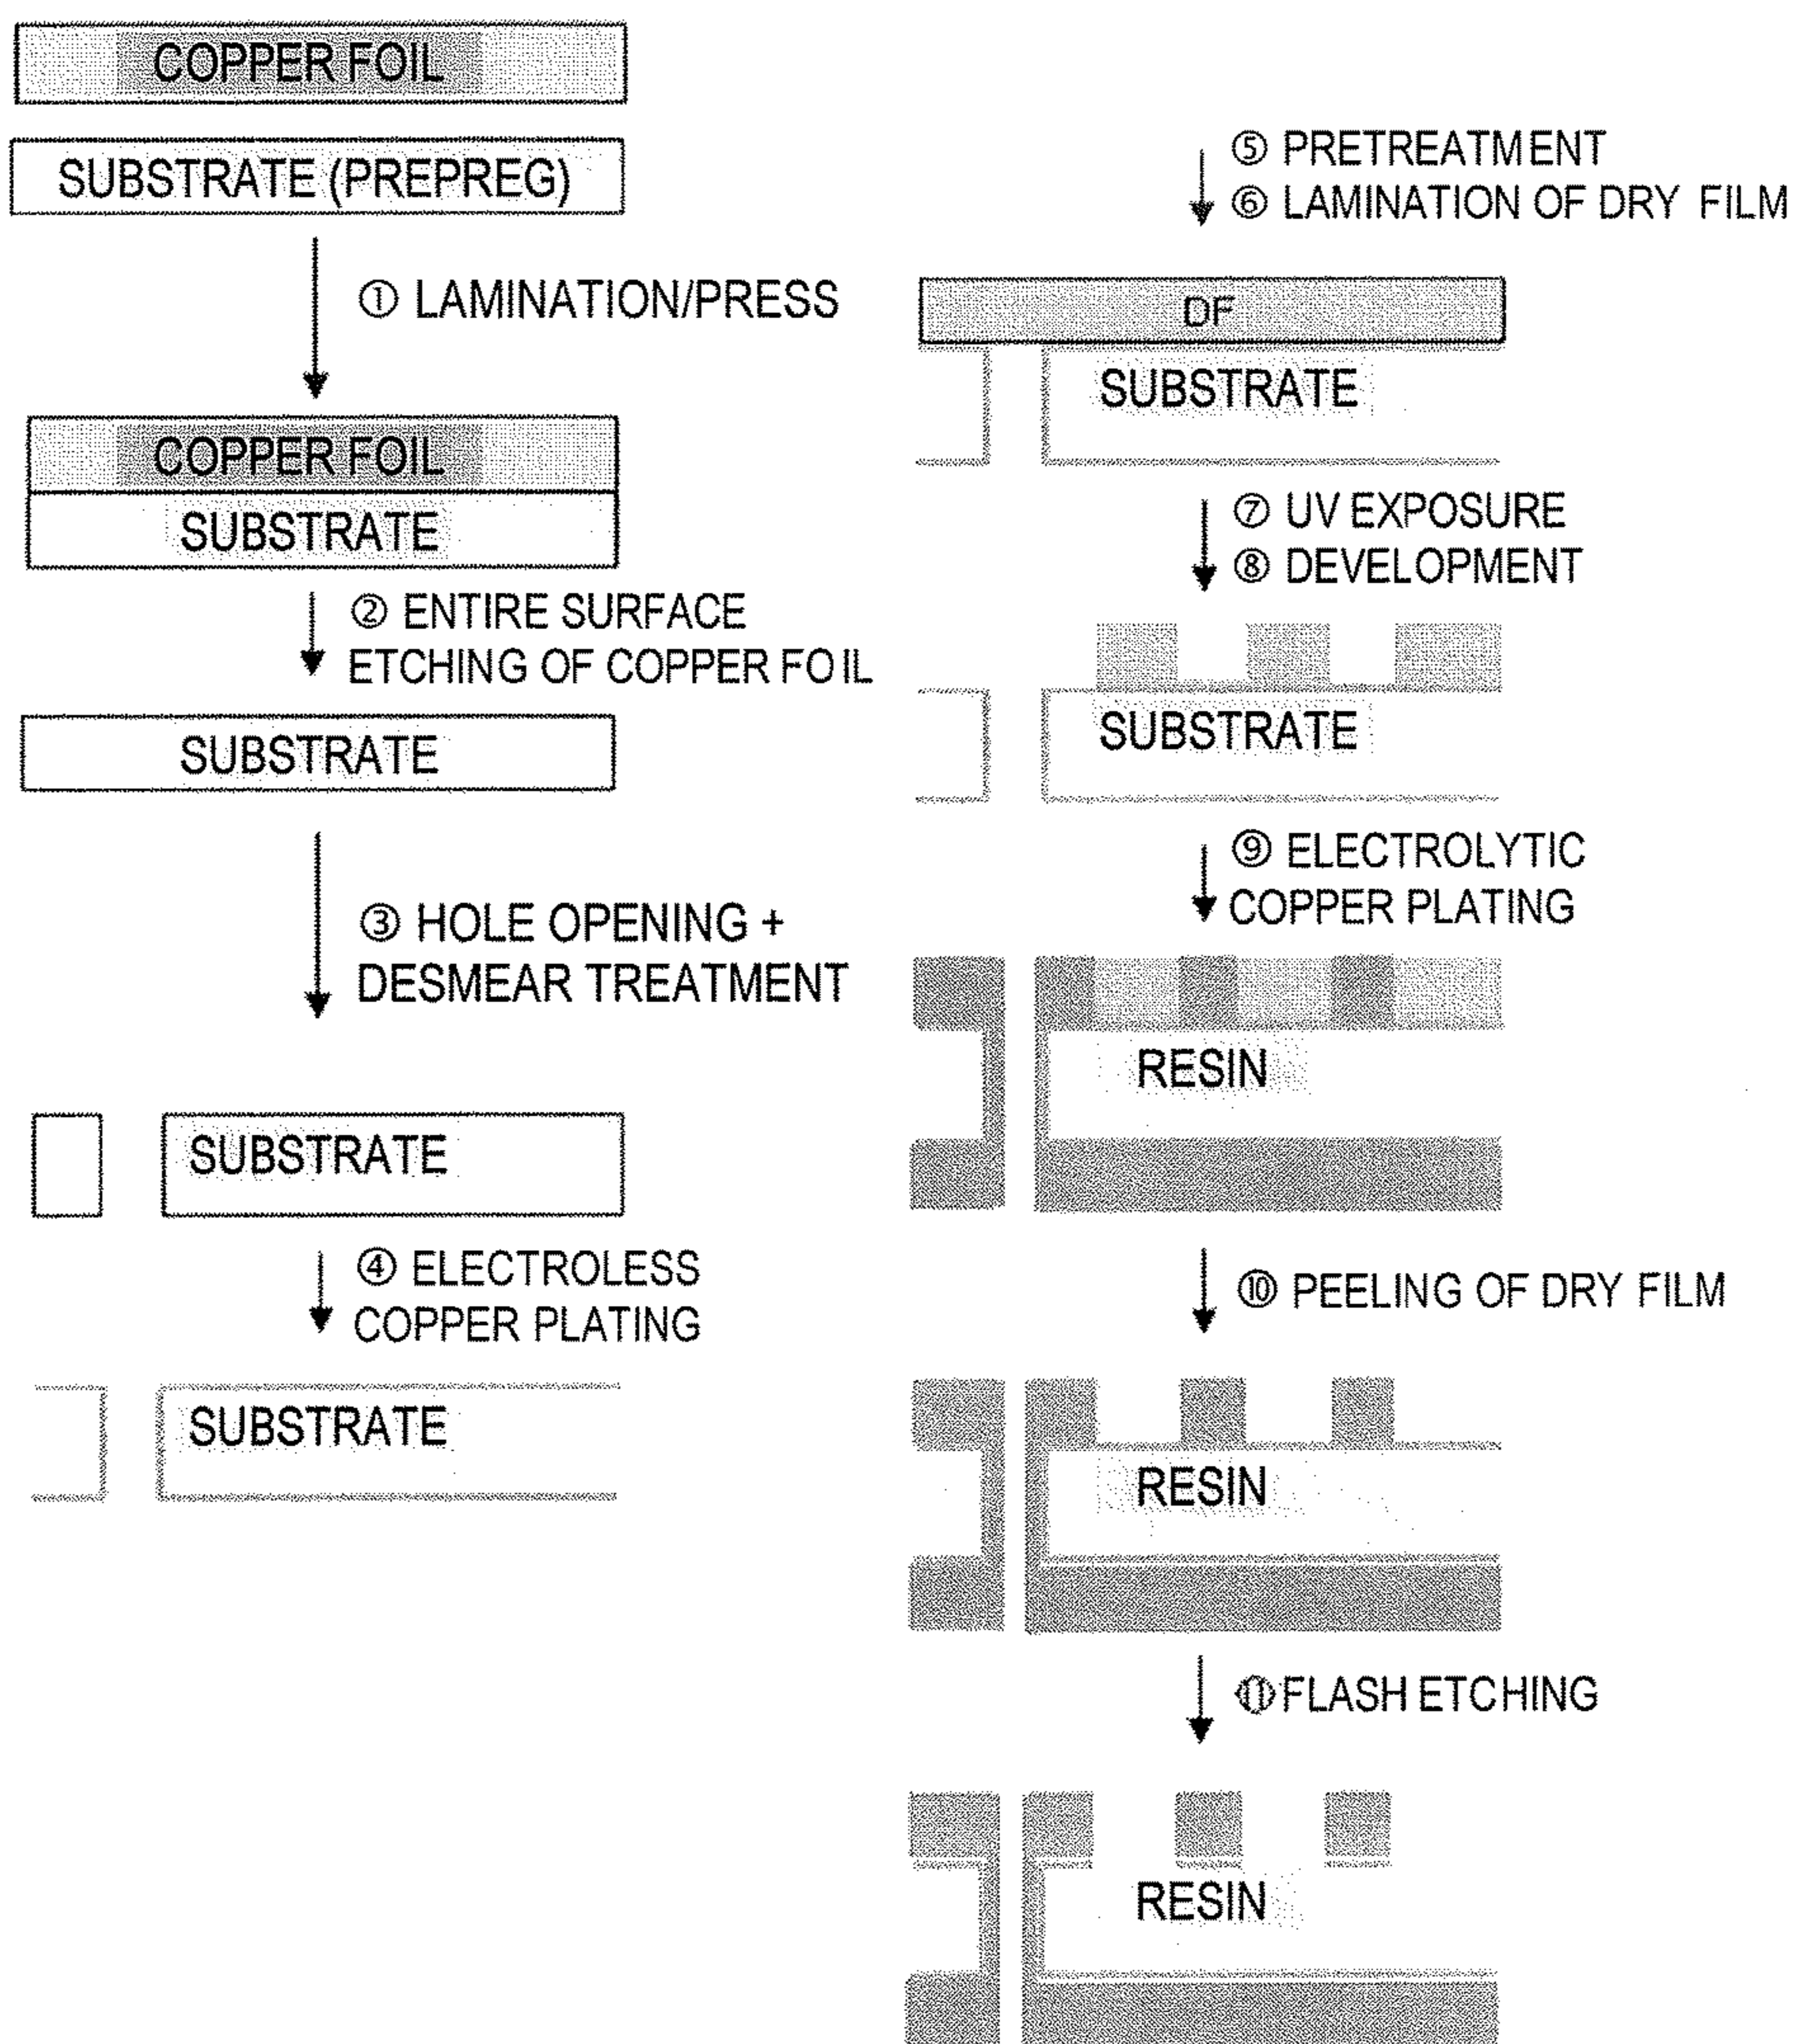 COPPER FOIL
SUBSTRATE (PREPREG)
① LAMINATION/PRESS
COPPER FOIL
SUBSTRATE
② ENTIRE SURFACE
ETCHING OF COPPER FOIL
SUBSTRATE
③ HOLE OPENING +
DESMEAR TREATMENT
SUBSTRATE
④ ELECTROLESS
COPPER PLATING
SUBSTRATE
⑤ PRETREATMENT
⑥ LAMINATION OF DRY FILM
DF
SUBSTRATE
⑦ UV EXPOSURE
⑧ DEVELOPMENT
SUBSTRATE
⑨ ELECTROLYTIC
COPPER PLATING
RESIN
⑩ PEELING OF DRY FILM
RESIN
⑪ FLASH ETCHING
RESIN